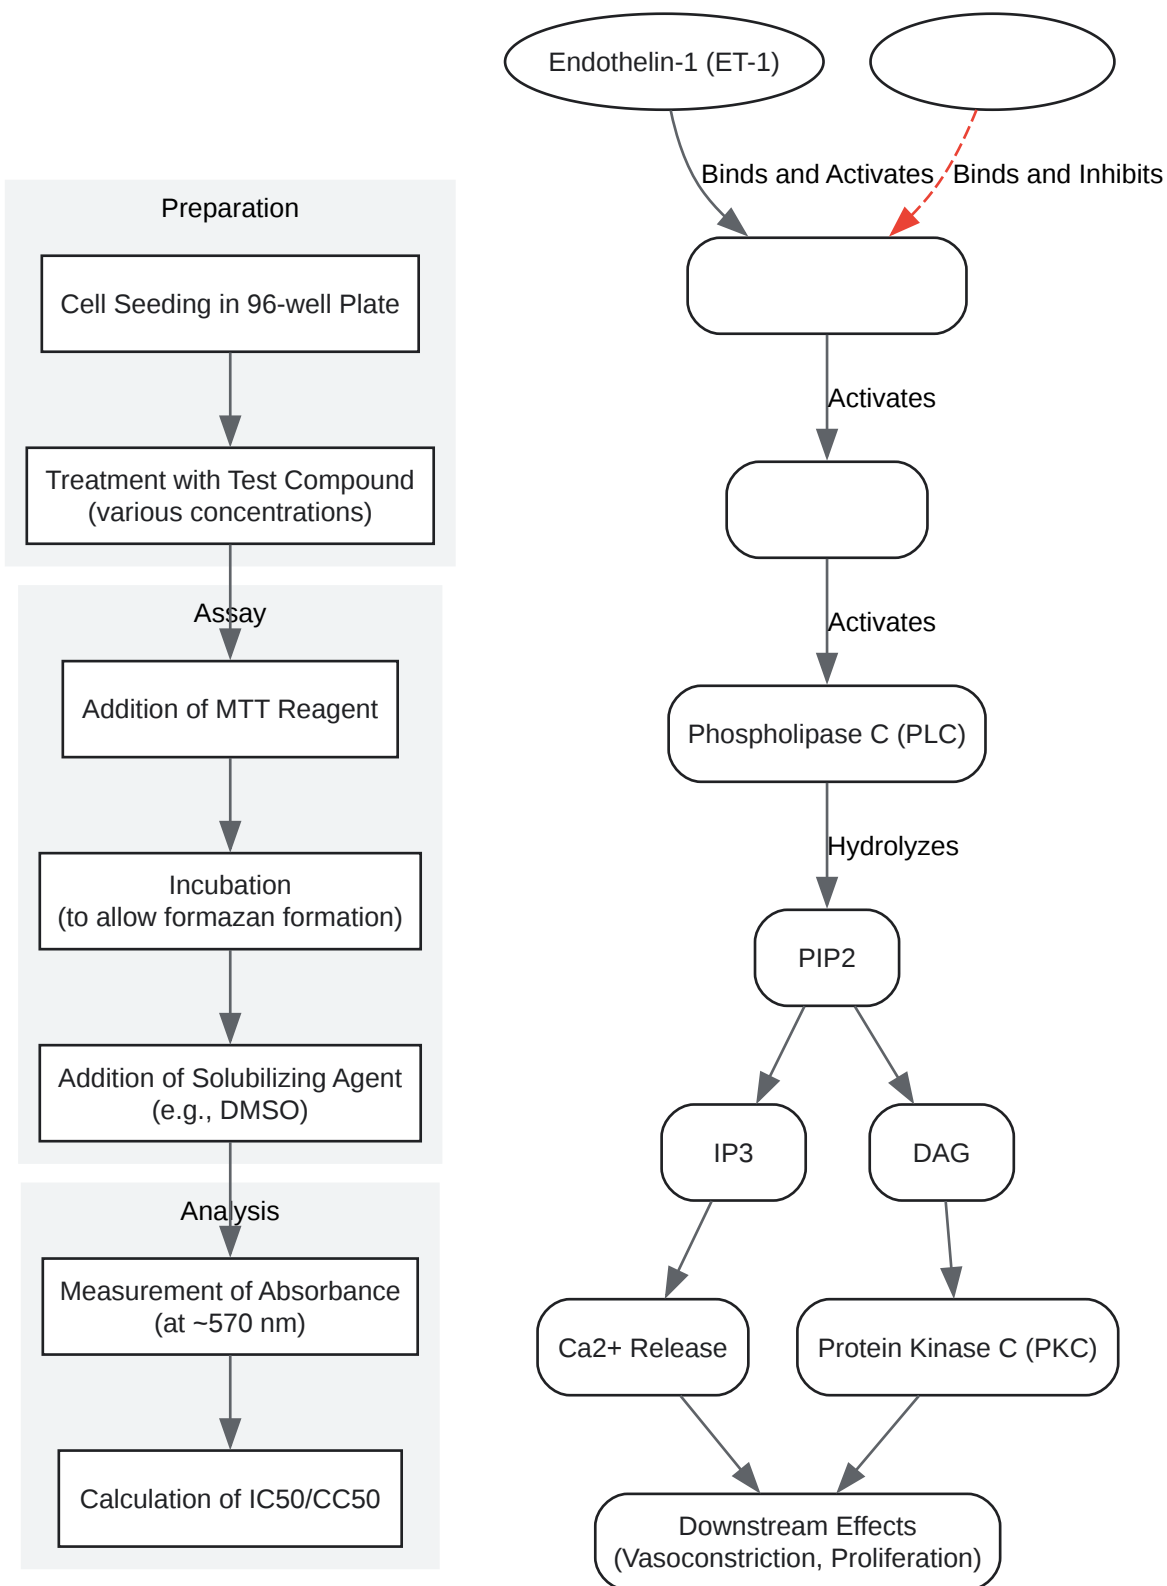 Preparation
Cell Seeding in 96-well Plate
Treatment with Test Compound
(various concentrations)
Assay
Addition of MTT Reagent
Incubation
(to allow formazan formation)
Addition of Solubilizing Agent
(e.g., DMSO)
Analysis
Measurement of Absorbance
(at ~570 nm)
Calculation of IC50/CC50
Endothelin-1 (ET-1)
Binds and Activates
Binds and Inhibits
Activates
Activates
Phospholipase C (PLC)
Hydrolyzes
PIP2
IP3
DAG
Ca2+ Release
Protein Kinase C (PKC)
Downstream Effects
(Vasoconstriction, Proliferation)